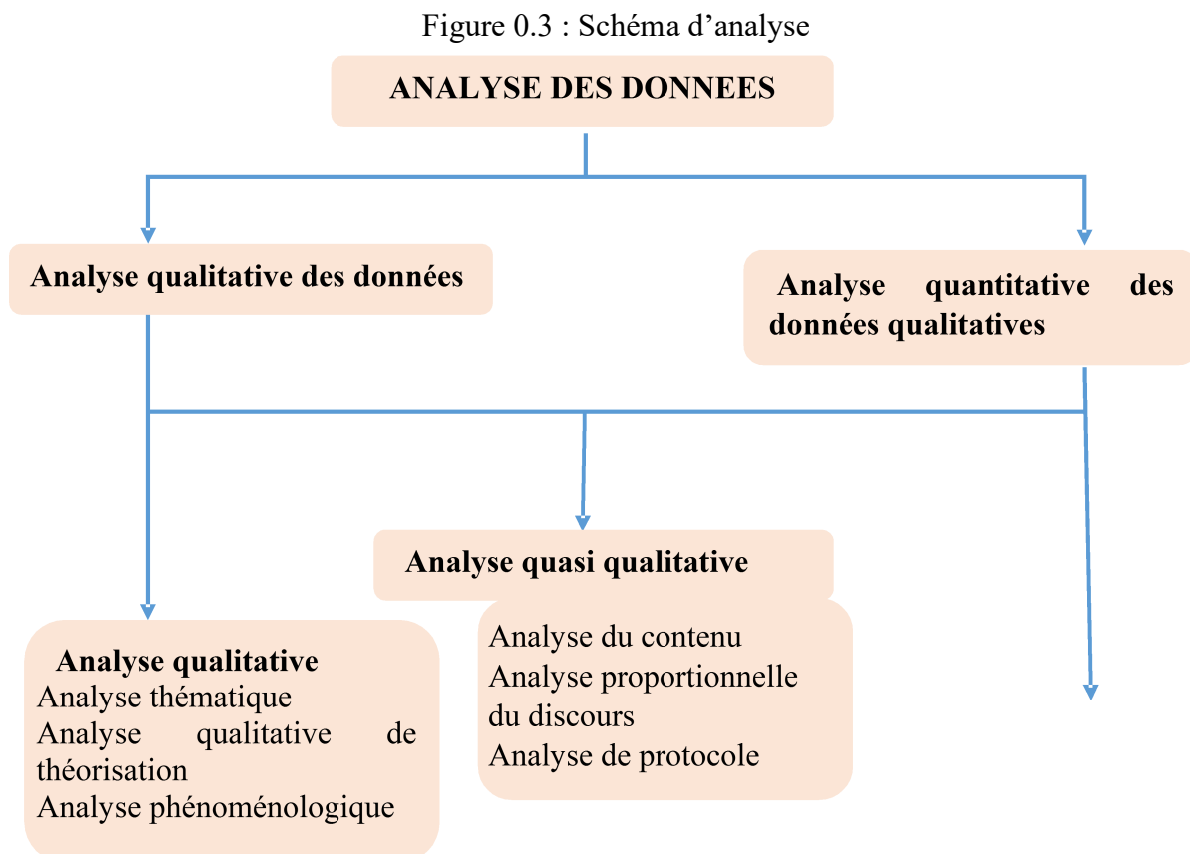 Figure 0.3 : Schéma d’analyse
ANALYSE DES DONNEES
Analyse qualitative des données
Analyse quantitative des
données qualitatives
Analyse quasi qualitative
Analyse du contenu
Analyse proportionnelle
du discours
Analyse de protocole
Analyse qualitative
Analyse thématique
Analyse qualitative de
théorisation
Analyse phénoménologique